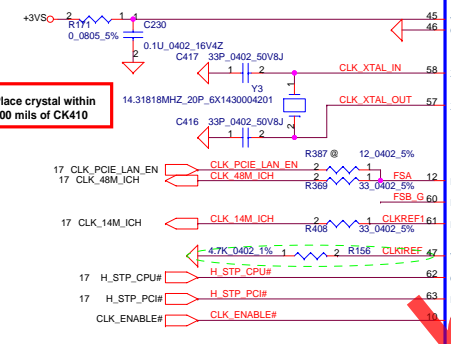 +3VS
R171
0_0805_5%
1
2
C230
0.1U_0402_16V4Z
45
46
C417 33P_0402_50V8J
1 2
CLK_XTAL_IN
58
Y3
14.31818MHZ_20P_6X1430004201
CLK_XTAL_OUT
57
lace crystal within
00 mils of CK410
C416 33P_0402_50V8J
1 2
R387 @ 12_0402_5%
17 CLK_PCIE_LAN_EN CLK_PCIE_LAN_EN 2 1
17 CLK_48M_ICH CLK_48M_ICH 2 1 FSA 12
R369 33_0402_5%
FSB_G 60
17 CLK_14M_ICH CLK_14M_ICH 2 1 CLKREF1 61
R408 33_0402_5%
4.7K_0402_1% 1 2 R156 CLKIREF 47
17 H_STP_CPU# H_STP_CPU# 62
17 H_STP_PCI# H_STP_PCI# 63
CLK_ENABLE# CLK_ENABLE# 10